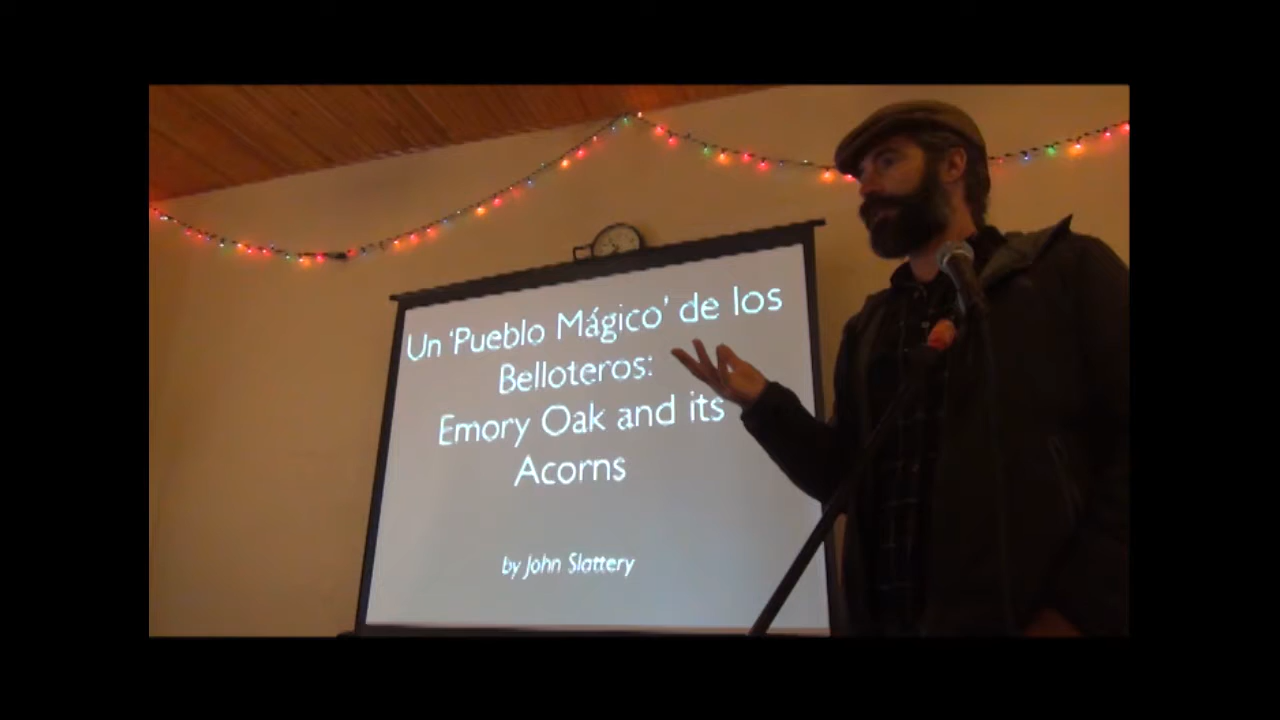 Un ‘Pueblo Mágico’ de los
Belloteros:
Emory Oak and its
Acorns
by John Slattery